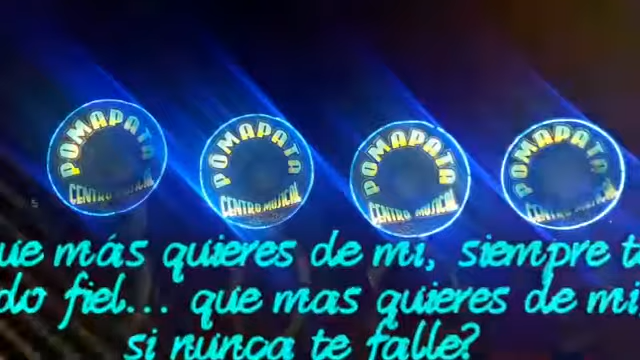 POMAPATA POMAPATA POMAPATA POMAPATA
CENTRO MUSICAL CENTRO MUSICAL CENTRO MUSICAL CENTRO MUSICAL
ue más quieres de mi, siempre t
do fiel... que mas quieres de mi
si nunca te falle?